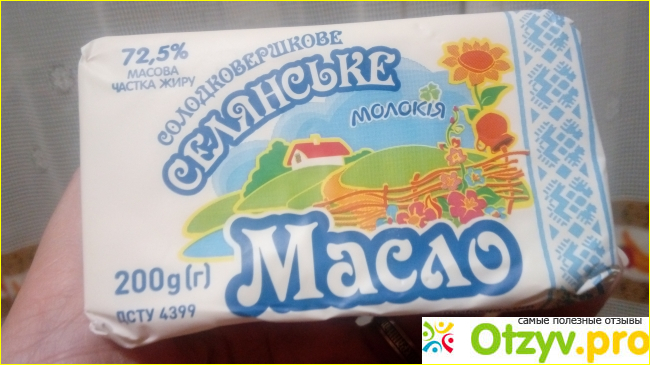 72,5%
МАСОВА
ЧАСТКА ЖИРУ
СОЛОДКОВЕРШКОВЕ
СЕЛЯНСЬКЕ
МОЛОКІЯ
Масло
200g(г)
ДСТУ 4399
самые полезные отзывы
Otzyv.pro